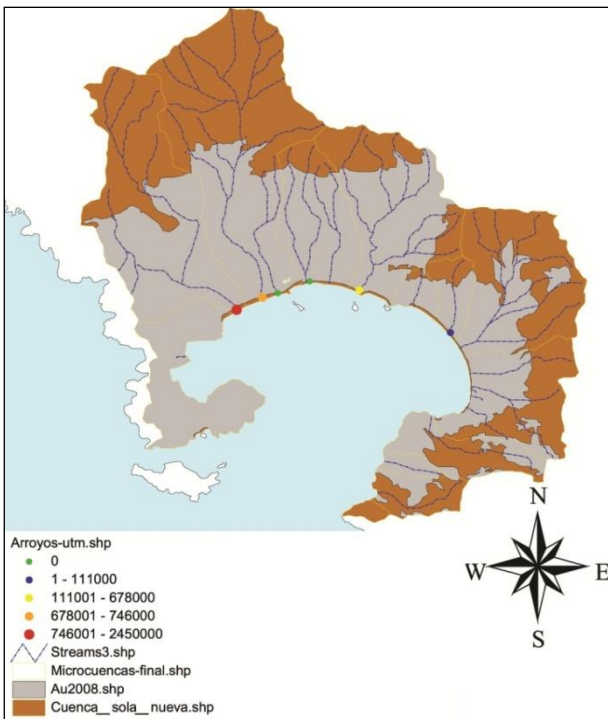 Arroyos-utm.shp
0
1 - 111000
111001 - 678000
678001 - 746000
746001 - 2450000
Streams3.shp
Microcuencas-final.shp
Au2008.shp
Cuenca__sola__nueva.shp
N
W E
S